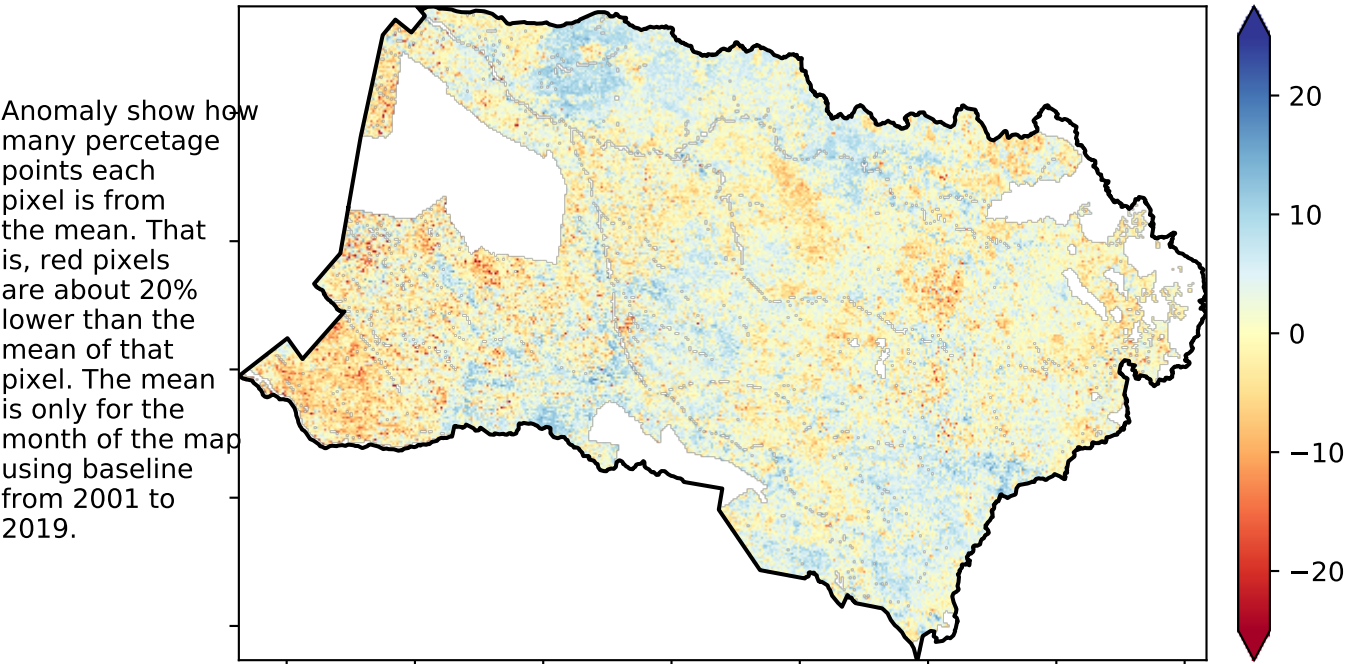 Anomaly show how
many percetage
points each
pixel is from
the mean. That
is, red pixels
are about 20%
lower than the
mean of that
pixel. The mean
is only for the
month of the map
using baseline
from 2001 to
2019.
20
10
0
−10
−20